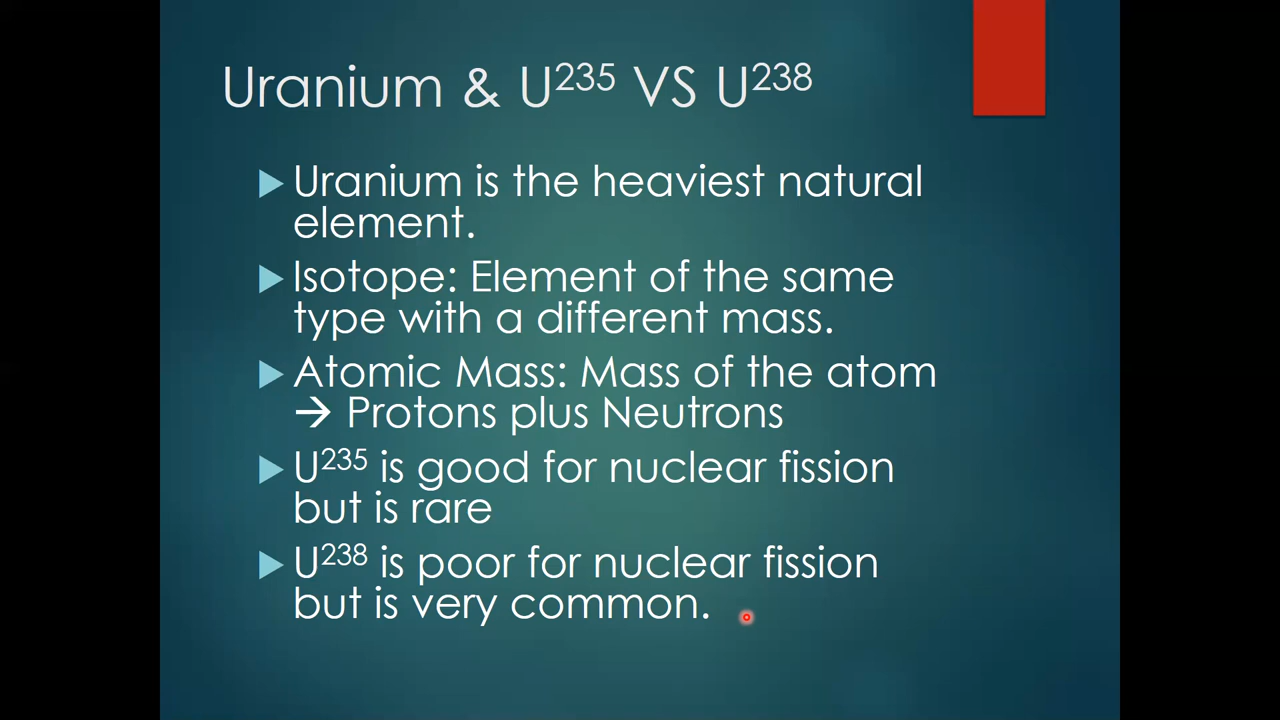 Uranium & U²³⁵ VS U²³⁸
▶Uranium is the heaviest natural
element.
▶Isotope: Element of the same
type with a different mass.
▶Atomic Mass: Mass of the atom
→ Protons plus Neutrons
▶U²³⁵ is good for nuclear fission
but is rare
▶U²³⁸ is poor for nuclear fission
but is very common.